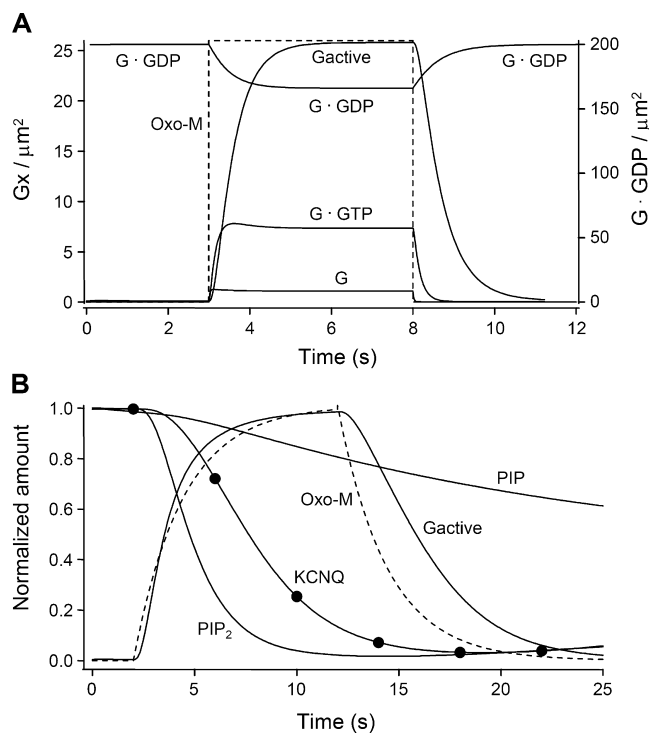 A
25
20
15
10
5
0
Gx / μm²
200
150
100
50
0
G · GDP / μm²
G · GDP
Gactive
G · GDP
G · GDP
Oxo-M
G · GTP
G
0 2 4 6 8 10 12
Time (s)
B
1.0
0.8
0.6
0.4
0.2
0.0
Normalized amount
PIP
Oxo-M
Gactive
KCNQ
PIP₂
0 5 10 15 20 25
Time (s)